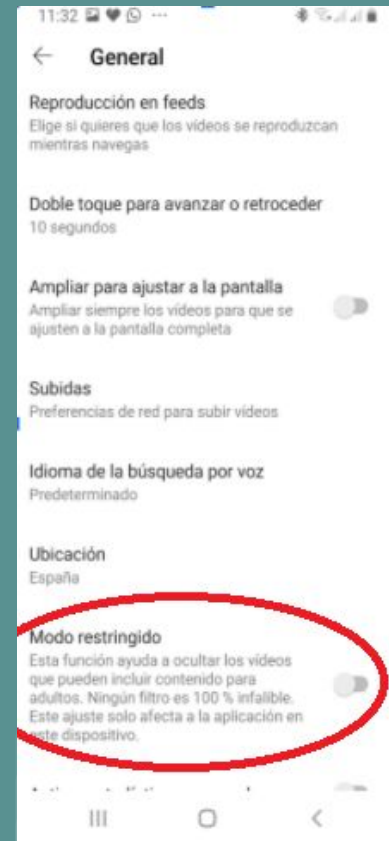 11:32
General
Reproducción en feeds
Elige si quieres que los vídeos se reproduzcan
mientras navegas
Doble toque para avanzar o retroceder
10 segundos
Ampliar para ajustar a la pantalla
Ampliar siempre los vídeos para que se
ajusten a la pantalla completa
Subidas
Preferencias de red para subir vídeos
Idioma de la búsqueda por voz
Predeterminado
Ubicación
España
Modo restringido
Esta función ayuda a ocultar los vídeos
que pueden incluir contenido para
adultos. Ningún filtro es 100 % infalible.
Este ajuste solo afecta a la aplicación en
este dispositivo.